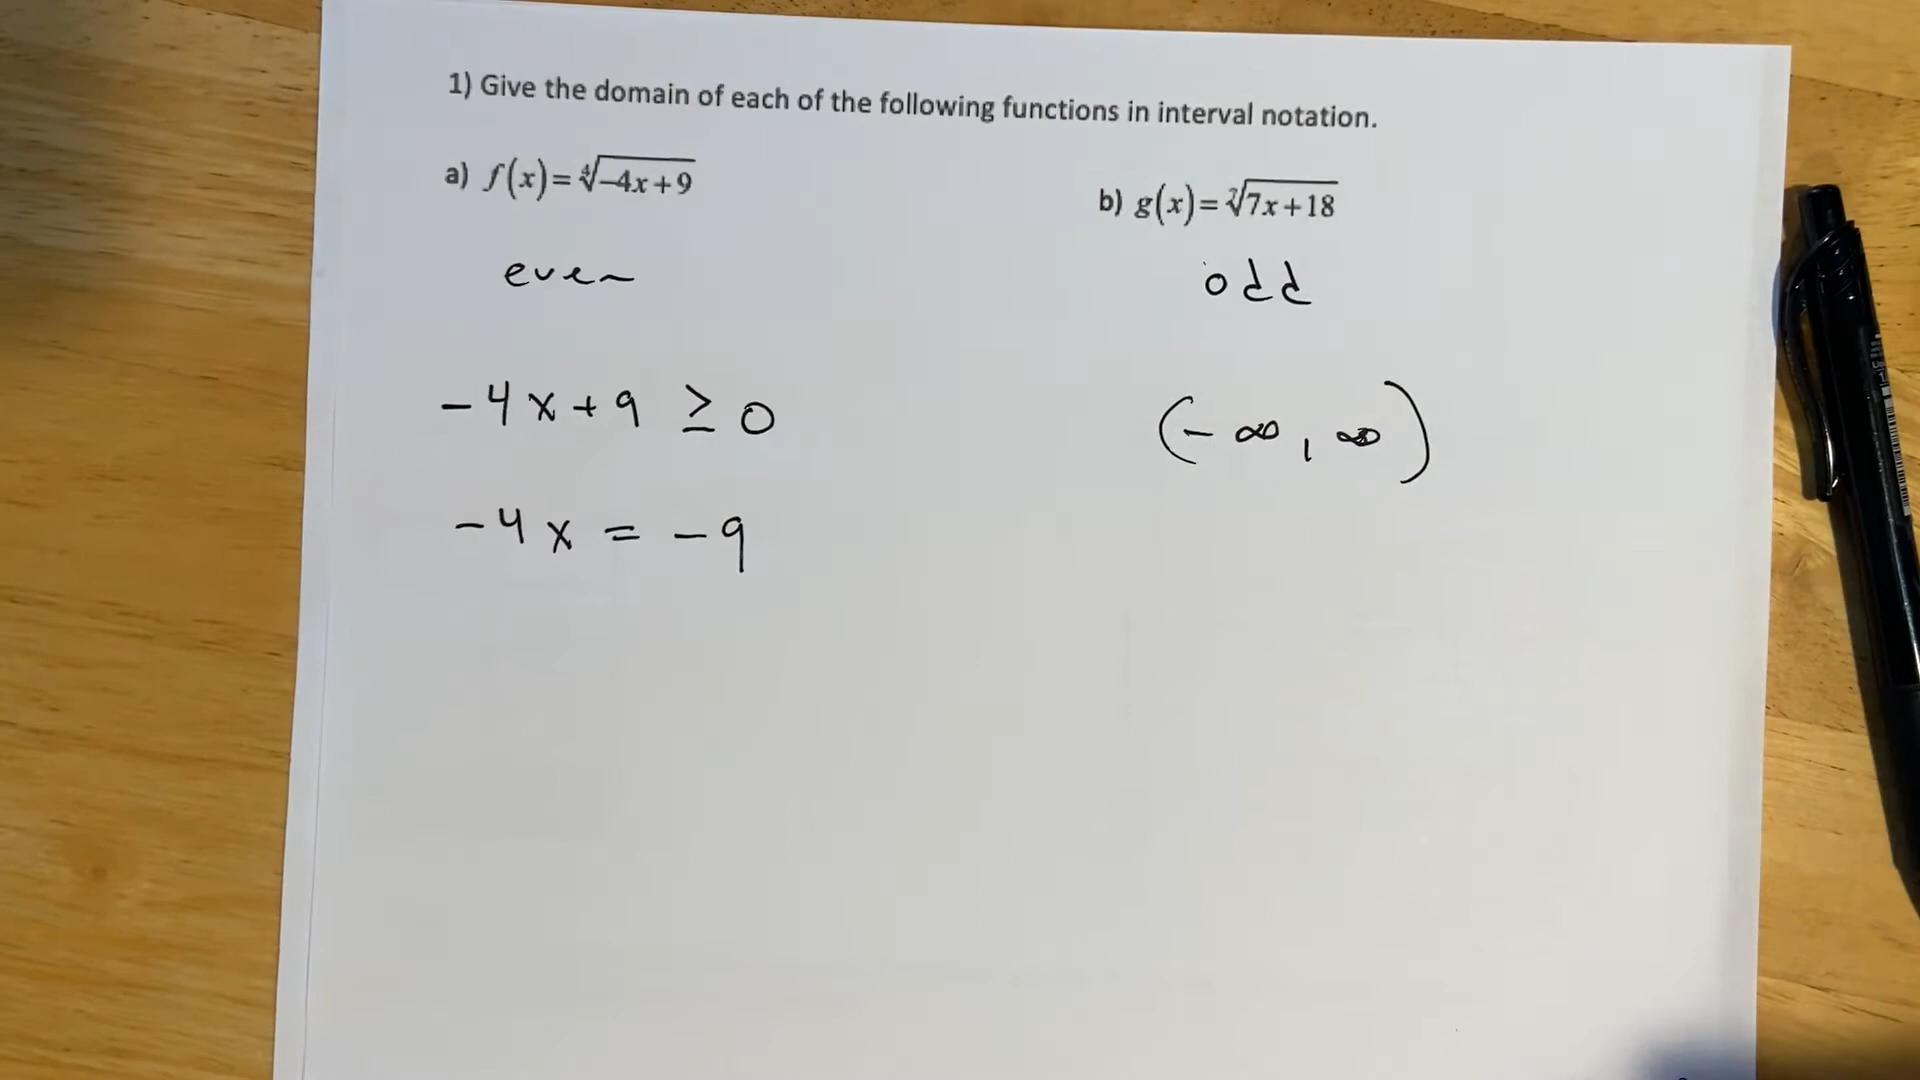 1) Give the domain of each of the following functions in interval notation.
a) f(x)=∜(-4x+9)
b) g(x)=⁷√(7x+18)
even
odd
-4x+9 ≥ 0
(-∞, ∞)
-4x = -9